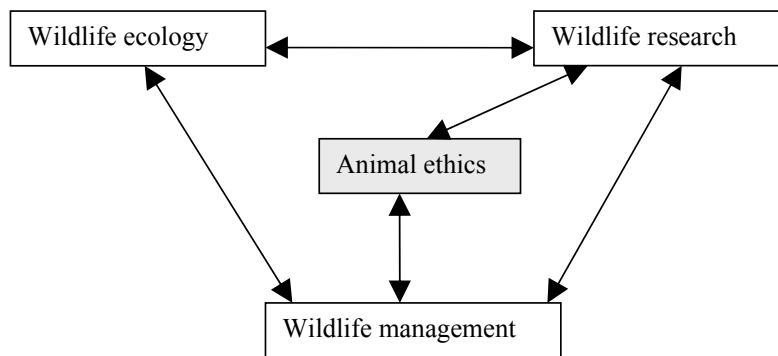 Wildlife ecology
Wildlife research
Animal ethics
Wildlife management